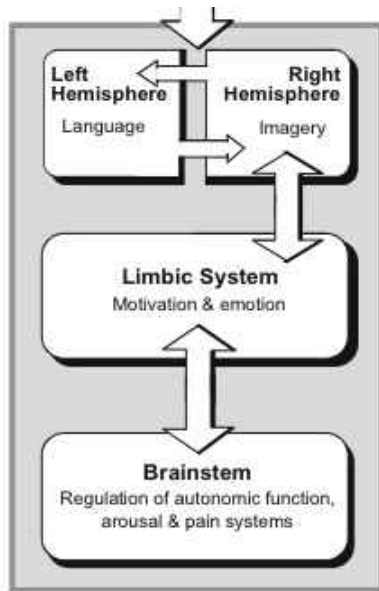 Left
Hemisphere
Language
Right
Hemisphere
Imagery
Limbic System
Motivation & emotion
Brainstem
Regulation of autonomic function,
arousal & pain systems